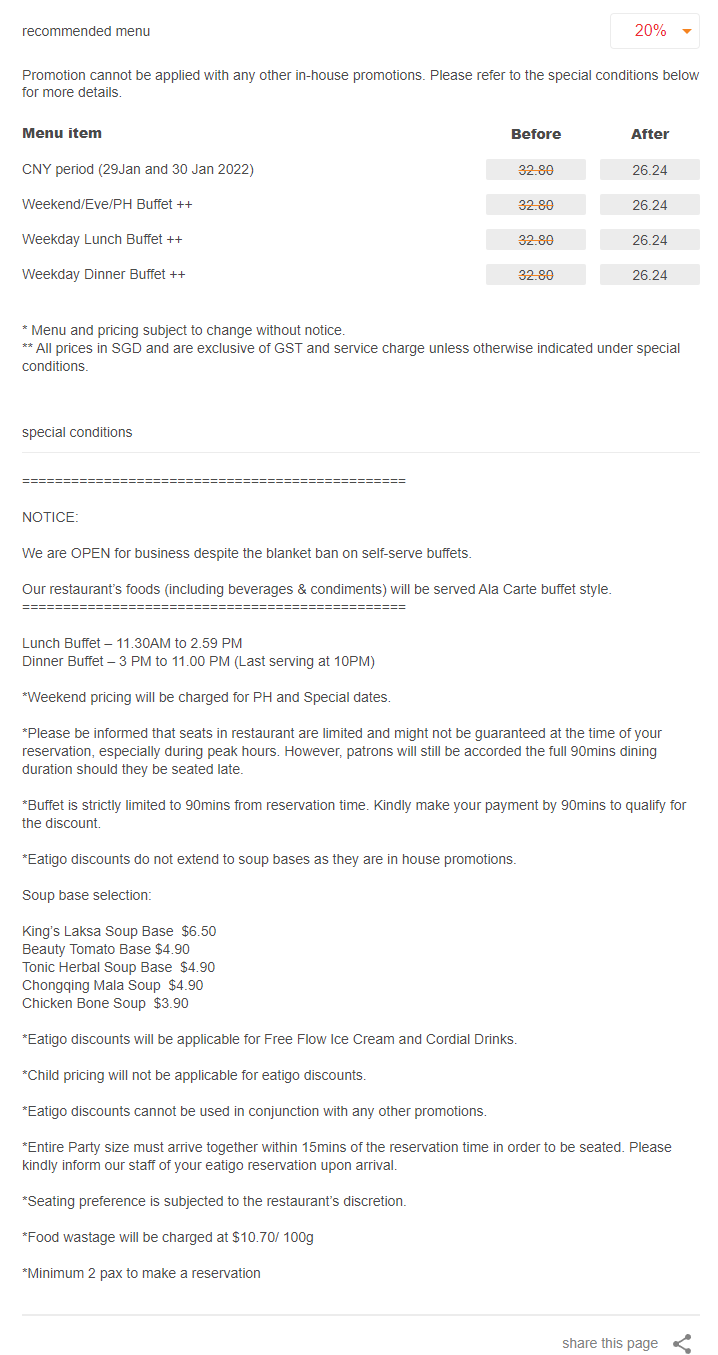 recommended menu
20%
Promotion cannot be applied with any other in-house promotions. Please refer to the special conditions below
for more details.
Menu item Before After
CNY period (29Jan and 30 Jan 2022) 32.80 26.24
Weekend/Eve/PH Buffet ++ 32.80 26.24
Weekday Lunch Buffet ++ 32.80 26.24
Weekday Dinner Buffet ++ 32.80 26.24
* Menu and pricing subject to change without notice.
** All prices in SGD and are exclusive of GST and service charge unless otherwise indicated under special
conditions.
special conditions
===============================================
NOTICE:
We are OPEN for business despite the blanket ban on self-serve buffets.
Our restaurant's foods (including beverages & condiments) will be served Ala Carte buffet style.
===============================================
Lunch Buffet – 11.30AM to 2.59 PM
Dinner Buffet – 3 PM to 11.00 PM (Last serving at 10PM)
*Weekend pricing will be charged for PH and Special dates.
*Please be informed that seats in restaurant are limited and might not be guaranteed at the time of your
reservation, especially during peak hours. However, patrons will still be accorded the full 90mins dining
duration should they be seated late.
*Buffet is strictly limited to 90mins from reservation time. Kindly make your payment by 90mins to qualify for
the discount.
*Eatigo discounts do not extend to soup bases as they are in house promotions.
Soup base selection:
King's Laksa Soup Base  $6.50
Beauty Tomato Base $4.90
Tonic Herbal Soup Base  $4.90
Chongqing Mala Soup  $4.90
Chicken Bone Soup  $3.90
*Eatigo discounts will be applicable for Free Flow Ice Cream and Cordial Drinks.
*Child pricing will not be applicable for eatigo discounts.
*Eatigo discounts cannot be used in conjunction with any other promotions.
*Entire Party size must arrive together within 15mins of the reservation time in order to be seated. Please
kindly inform our staff of your eatigo reservation upon arrival.
*Seating preference is subjected to the restaurant's discretion.
*Food wastage will be charged at $10.70/ 100g
*Minimum 2 pax to make a reservation
share this page